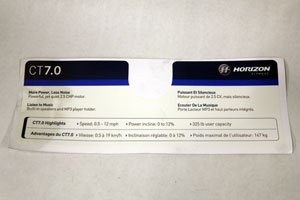 CT7.0
HORIZON
FITNESS
More Power, Less Noise
Powerful, yet quiet 2.5 CHP motor.
Listen to Music
Built-in speakers and MP3 player holder.
Puissant Et Silencieux
Moteur puissant de 2.5 CV, mais silencieux.
Ecouter De La Musique
Porte Lecteur MP3 et haut parleurs intégrés.
CT7.0 Highlights • Speed: 0.5 - 12 mph • Power incline: 0 to 12% • 325 lb user capacity
Advantages du CT7.0 • Vitesse: 0.5 à 19 km/h • Inclinaison réglable: 0 à 12% • Poids maximal de l'utilisateur: 147 kg